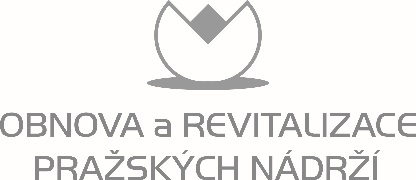 OBNOVA a REVITALIZACE
PRAŽSKÝCH NÁDRŽÍ